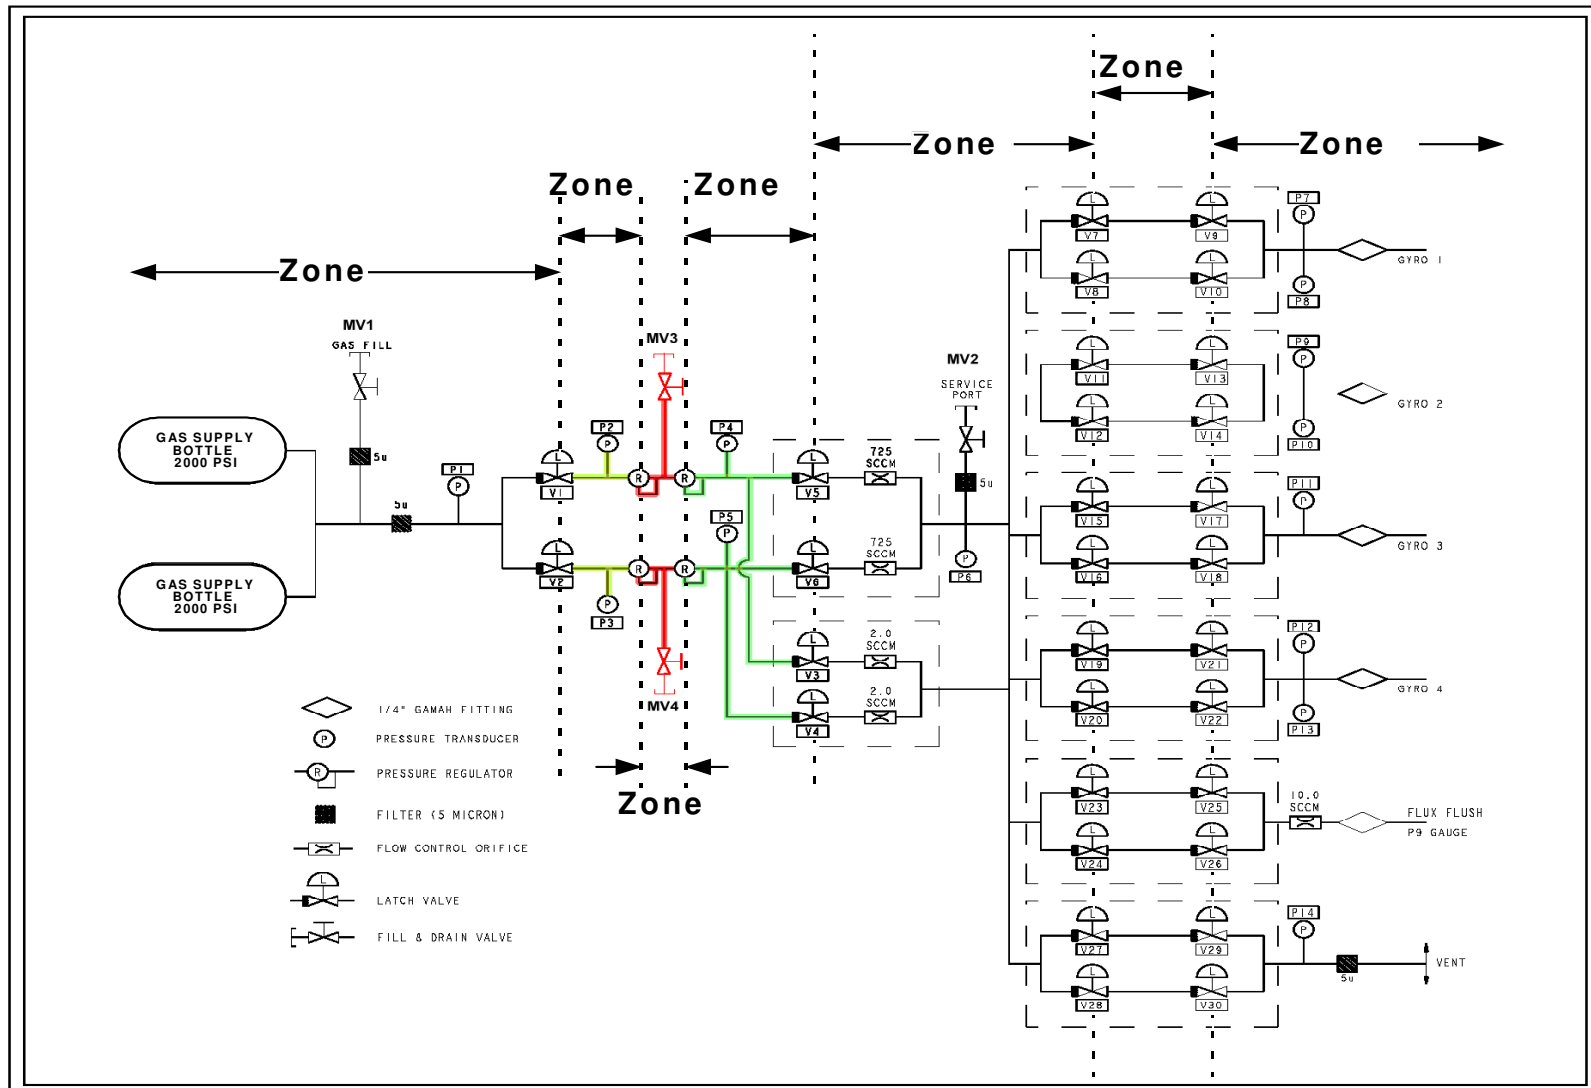 Zone
Zone
Zone
Zone
Zone
Zone
MV1
GAS FILL
MV3
MV2
SERVICE
PORT
GAS SUPPLY
BOTTLE
2000 PSI
GAS SUPPLY
BOTTLE
2000 PSI
5u
5u
P1
P
L
V1
L
V2
P2
P
P3
P
R
R
R
R
P4
P
P5
P
MV4
Zone
L
V5
725
SCCM
L
V6
725
SCCM
L
V3
2.0
SCCM
L
V4
2.0
SCCM
5u
P
P6
L
V7
L
V9
L
V8
L
V10
P7
P
P
P8
GYRO 1
L
V11
L
V13
L
V12
L
V14
P9
P
P
P10
GYRO 2
L
V15
L
V17
L
V16
L
V18
P11
P
GYRO 3
L
V19
L
V21
L
V20
L
V22
P12
P
P
P13
GYRO 4
L
V23
L
V25
L
V24
L
V26
10.0
SCCM
FLUX FLUSH
P9 GAUGE
L
V27
L
V29
L
V28
L
V30
P14
P
5u
VENT
1/4" GAMAH FITTING
P
PRESSURE TRANSDUCER
R
PRESSURE REGULATOR
FILTER (5 MICRON)
FLOW CONTROL ORIFICE
L
LATCH VALVE
FILL & DRAIN VALVE